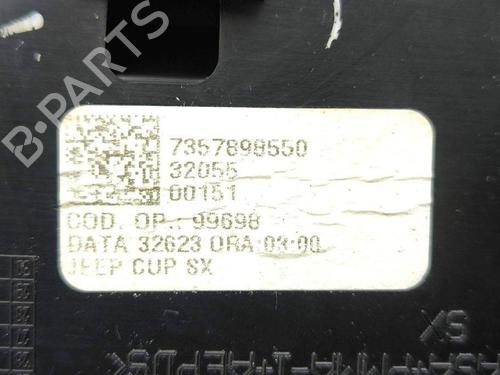 7357898550
32055
00151
COD. OP.: 99698
DATA 32623 ORA 03:00
JEEP CUP SX
B-PARTS